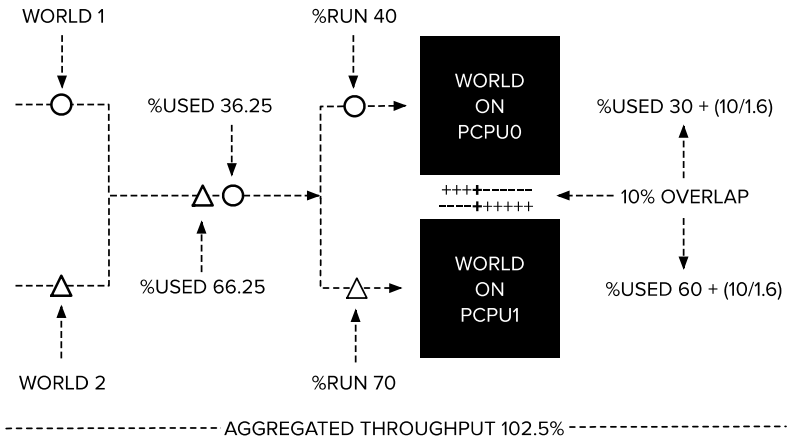 WORLD 1
%RUN 40
%USED 36.25
WORLD
ON
PCPU0
%USED 30 + (10/1.6)
++++------
----++++++
10% OVERLAP
%USED 66.25
WORLD
ON
PCPU1
%USED 60 + (10/1.6)
WORLD 2
%RUN 70
AGGREGATED THROUGHPUT 102.5%